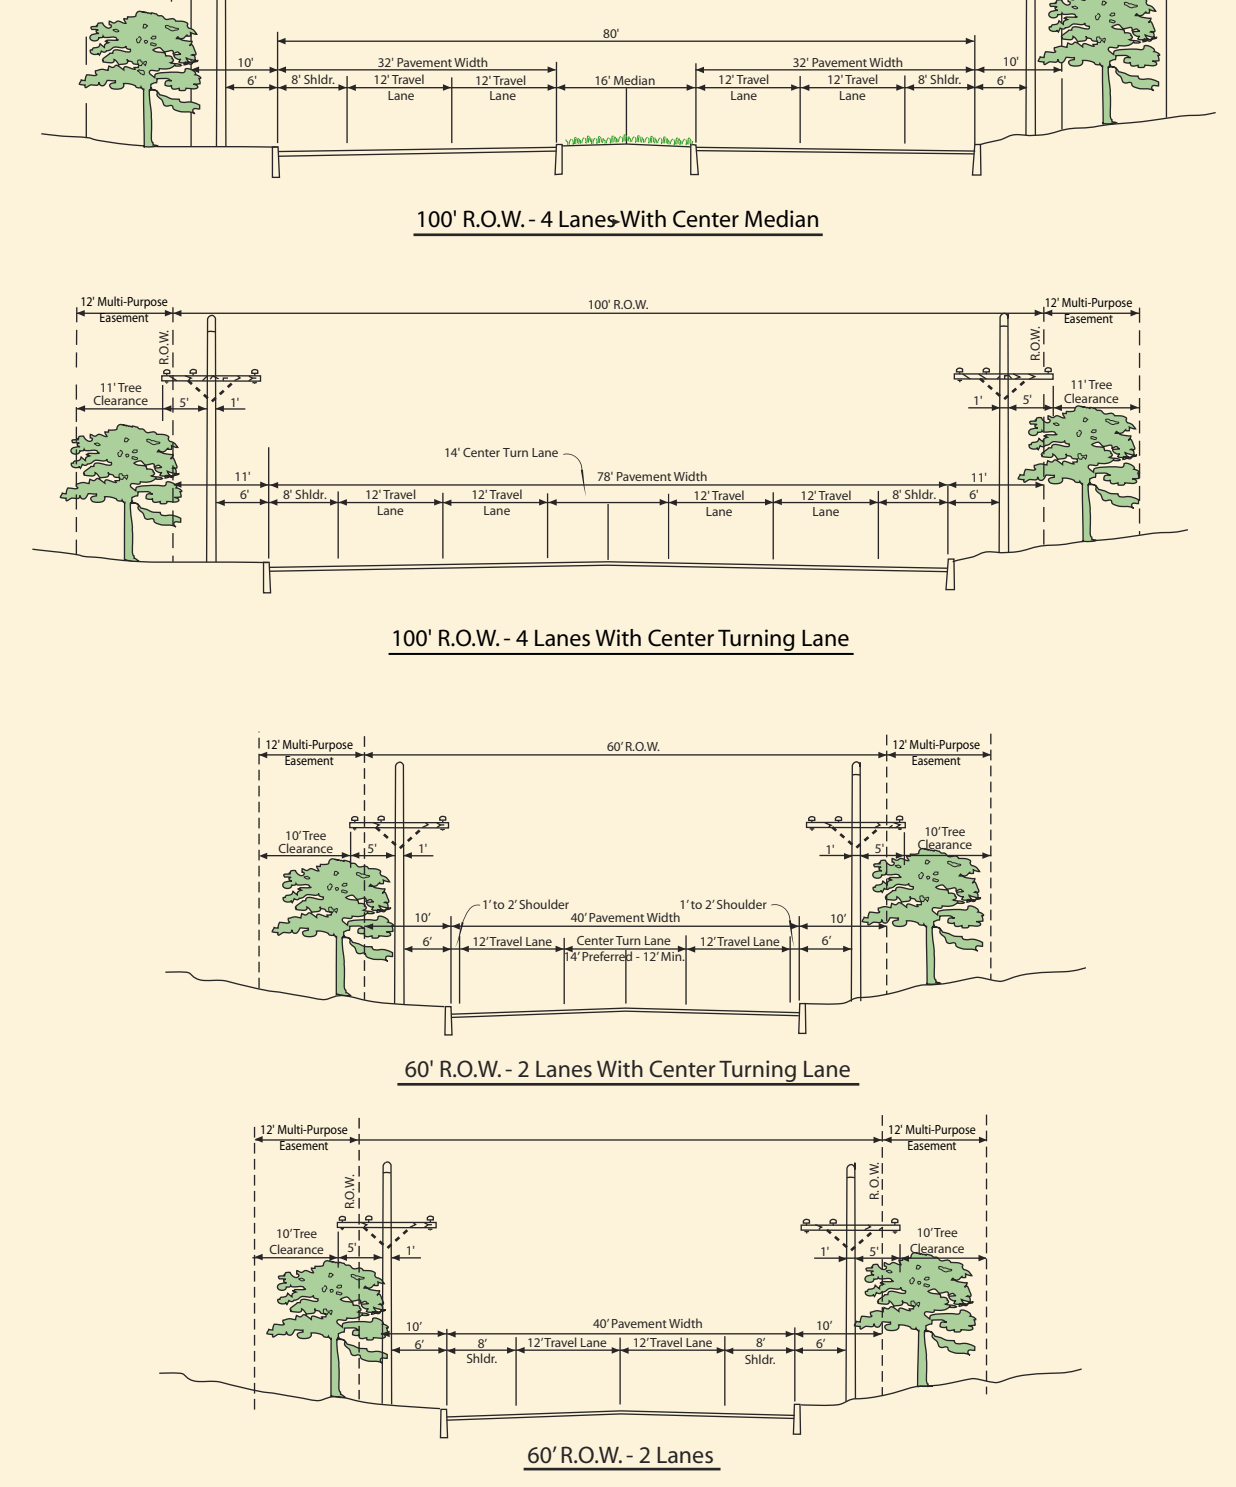 80'
10'
32' Pavement Width
32' Pavement Width
10'
6'
8' Shldr.
12' Travel
Lane
12' Travel
Lane
16' Median
12' Travel
Lane
12' Travel
Lane
8' Shldr.
6'
100' R.O.W. - 4 Lanes With Center Median
12' Multi-Purpose
Easement
100' R.O.W.
12' Multi-Purpose
Easement
R.O.W.
R.O.W.
11' Tree
Clearance
5'
1'
1'
5'
11' Tree
Clearance
14' Center Turn Lane
11'
78' Pavement Width
11'
6'
8' Shldr.
12' Travel
Lane
12' Travel
Lane
12' Travel
Lane
12' Travel
Lane
8' Shldr.
6'
100' R.O.W. - 4 Lanes With Center Turning Lane
12' Multi-Purpose
Easement
60' R.O.W.
12' Multi-Purpose
Easement
10' Tree
Clearance
5'
1'
1'
5'
10' Tree
Clearance
1' to 2' Shoulder
1' to 2' Shoulder
10'
40' Pavement Width
10'
6'
12' Travel Lane
Center Turn Lane
14' Preferred - 12' Min.
12' Travel Lane
6'
60' R.O.W. - 2 Lanes With Center Turning Lane
12' Multi-Purpose
Easement
12' Multi-Purpose
Easement
R.O.W.
R.O.W.
10' Tree
Clearance
5'
1'
1'
5'
10' Tree
Clearance
10'
40' Pavement Width
10'
6'
8'
Shldr.
12' Travel Lane
12' Travel Lane
8'
Shldr.
6'
60' R.O.W. - 2 Lanes